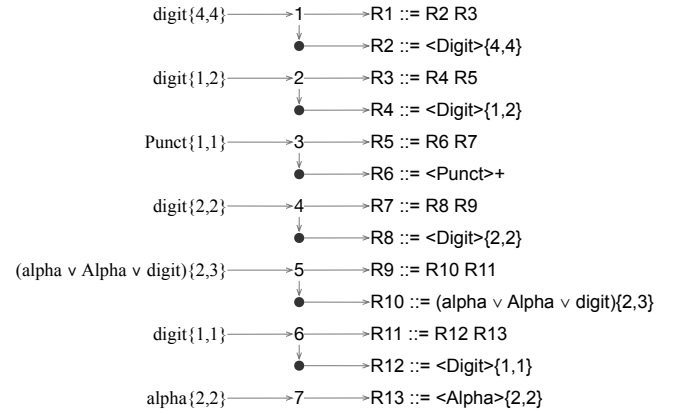 digit{4,4} 1 R1 ::= R2 R3
R2 ::= <Digit>{4,4}
digit{1,2} 2 R3 ::= R4 R5
R4 ::= <Digit>{1,2}
Punct{1,1} 3 R5 ::= R6 R7
R6 ::= <Punct>+
digit{2,2} 4 R7 ::= R8 R9
R8 ::= <Digit>{2,2}
(alpha ∨ Alpha ∨ digit){2,3} 5 R9 ::= R10 R11
R10 ::= (alpha ∨ Alpha ∨ digit){2,3}
digit{1,1} 6 R11 ::= R12 R13
R12 ::= <Digit>{1,1}
alpha{2,2} 7 R13 ::= <Alpha>{2,2}